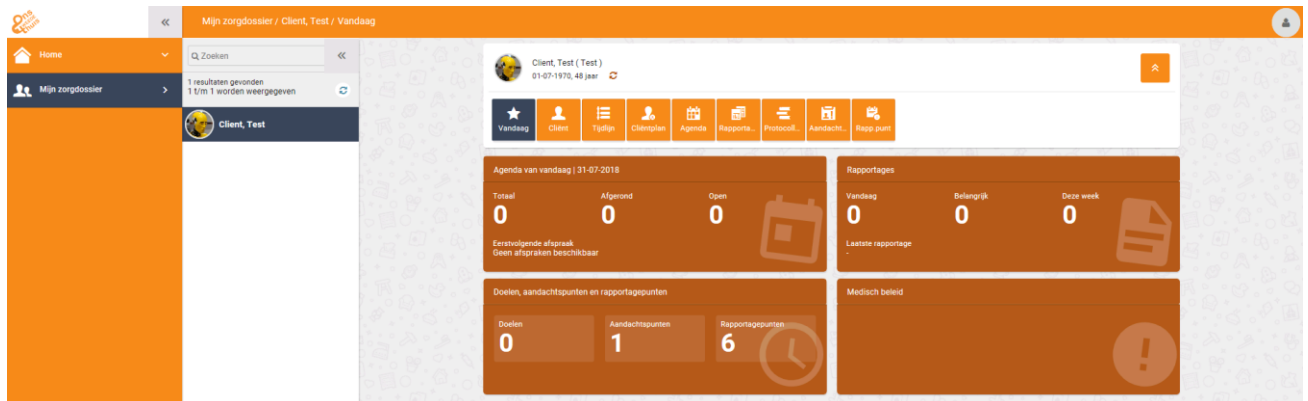 Mijn zorgdossier / Client, Test / Vandaag
Home
Mijn zorgdossier
Zoeken
1 resultaten gevonden
1 t/m 1 worden weergegeven
Client, Test
Client, Test ( Test )
01-07-1970, 48 jaar
Vandaag
Cliënt
Tijdlijn
Cliëntplan
Agenda
Rapporta...
Protocoll...
Aandacht...
Rapp.punt
Agenda van vandaag | 31-07-2018
Totaal
Afgerond
Open
0
0
0
Eerstvolgende afspraak
Geen afspraken beschikbaar
Rapportages
Vandaag
Belangrijk
Deze week
0
0
0
Laatste rapportage
-
Doelen, aandachtspunten en rapportagepunten
Doelen
Aandachtspunten
Rapportagepunten
0
1
6
Medisch beleid